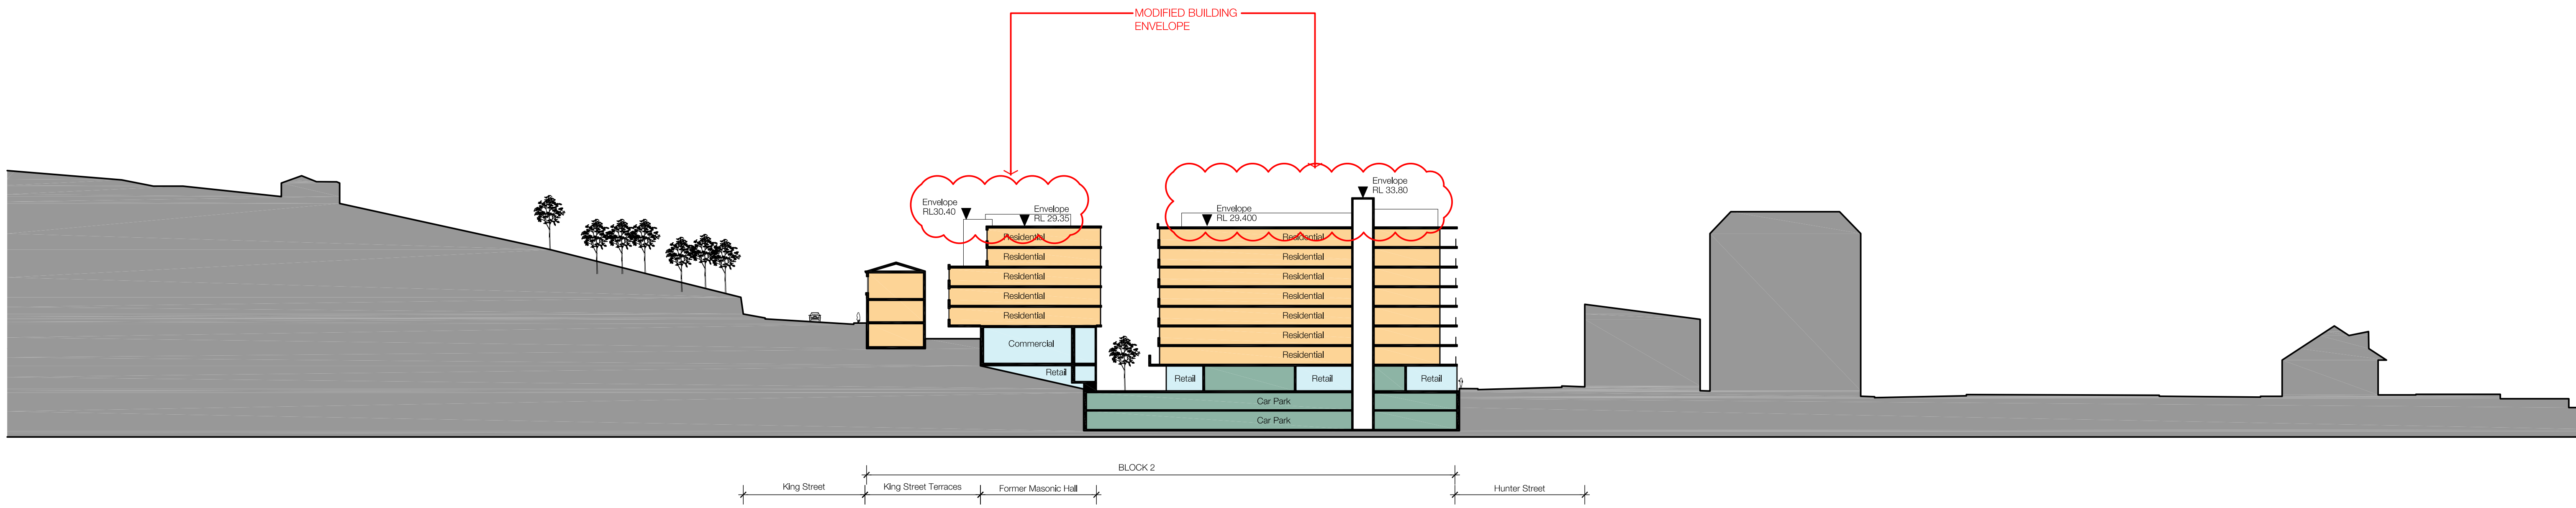 MODIFIED BUILDING
ENVELOPE
Envelope
RL 33.80
Envelope
RL30.40
Envelope
RL 29.35
Envelope
RL 29.400
Residential
Residential
Residential
Residential
Residential
Residential
Residential
Residential
Residential
Residential
Residential
Residential
Commercial
Retail
Retail
Retail
Retail
Car Park
Car Park
BLOCK 2
King Street
King Street Terraces
Former Masonic Hall
Hunter Street